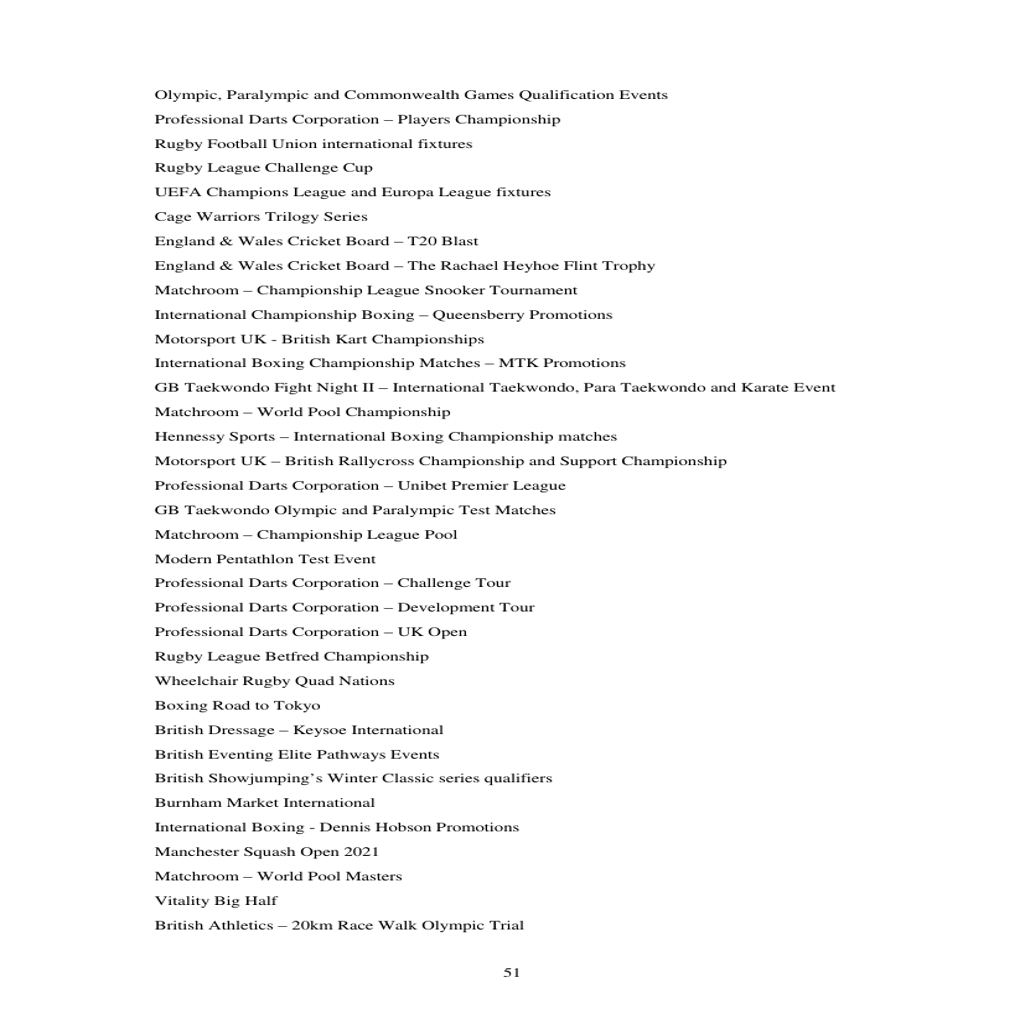 Olympic, Paralympic and Commonwealth Games Qualification Events
Professional Darts Corporation – Players Championship
Rugby Football Union international fixtures
Rugby League Challenge Cup
UEFA Champions League and Europa League fixtures
Cage Warriors Trilogy Series
England & Wales Cricket Board – T20 Blast
England & Wales Cricket Board – The Rachael Heyhoe Flint Trophy
Matchroom – Championship League Snooker Tournament
International Championship Boxing – Queensberry Promotions
Motorsport UK - British Kart Championships
International Boxing Championship Matches – MTK Promotions
GB Taekwondo Fight Night II – International Taekwondo, Para Taekwondo and Karate Event
Matchroom – World Pool Championship
Hennessy Sports – International Boxing Championship matches
Motorsport UK – British Rallycross Championship and Support Championship
Professional Darts Corporation – Unibet Premier League
GB Taekwondo Olympic and Paralympic Test Matches
Matchroom – Championship League Pool
Modern Pentathlon Test Event
Professional Darts Corporation – Challenge Tour
Professional Darts Corporation – Development Tour
Professional Darts Corporation – UK Open
Rugby League Betfred Championship
Wheelchair Rugby Quad Nations
Boxing Road to Tokyo
British Dressage – Keysoe International
British Eventing Elite Pathways Events
British Showjumping’s Winter Classic series qualifiers
Burnham Market International
International Boxing - Dennis Hobson Promotions
Manchester Squash Open 2021
Matchroom – World Pool Masters
Vitality Big Half
British Athletics – 20km Race Walk Olympic Trial
51